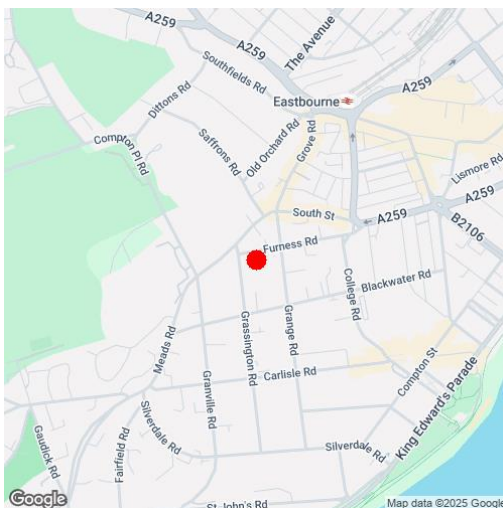 A259
The Avenue
A259
Southfields Rd
A259
Dittons Rd
Eastbourne
Old Orchard Rd
Grove Rd
Saffrons Rd
Compton Pl Rd
Lismore Rd
South St
A259
A259
B2106
Furness Rd
Blackwater Rd
College Rd
Meads Rd
Grassington Rd
Grange Rd
Compton St
King Edward's Parade
Granville Rd
Carlisle Rd
Silverdale Rd
Fairfield Rd
Gaudick Rd
Silverdale Rd
St John's Rd
Google
Map data ©2025 Google